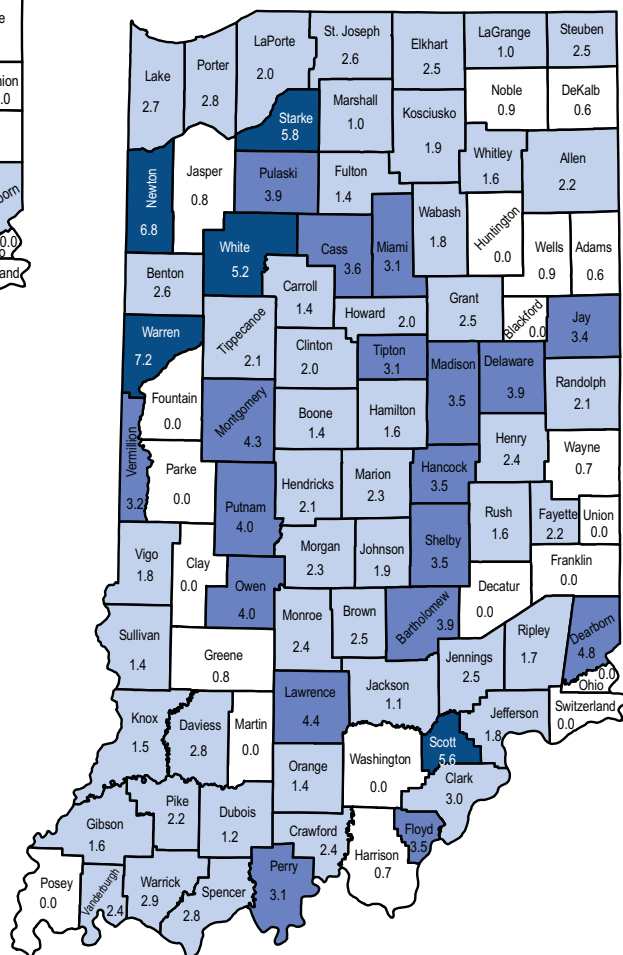 nion
.0
orn
0.0
and
LaPorte
2.0
St. Joseph
2.6
Elkhart
2.5
LaGrange
1.0
Steuben
2.5
Lake
2.7
Porter
2.8
Noble
0.9
DeKalb
0.6
Starke
5.8
Marshall
1.0
Kosciusko
1.9
Whitley
1.6
Allen
2.2
Newton
6.8
Jasper
0.8
Pulaski
3.9
Fulton
1.4
Wabash
1.8
Huntington
0.0
Wells
0.9
Adams
0.6
White
5.2
Cass
3.6
Miami
3.1
Benton
2.6
Carroll
1.4
Howard 2.0
Grant
2.5
Blackford
0.0
Jay
3.4
Warren
7.2
Tippecanoe
2.1
Clinton
2.0
Tipton
3.1
Madison
3.5
Delaware
3.9
Randolph
2.1
Fountain
0.0
Montgomery
4.3
Boone
1.4
Hamilton
1.6
Henry
2.4
Wayne
0.7
Vermillion
3.2
Parke
0.0
Putnam
4.0
Hendricks
2.1
Marion
2.3
Hancock
3.5
Rush
1.6
Fayette
2.2
Union
0.0
Vigo
1.8
Clay
0.0
Owen
4.0
Morgan
2.3
Johnson
1.9
Shelby
3.5
Decatur
0.0
Franklin
0.0
Sullivan
1.4
Greene
0.8
Monroe
2.4
Brown
2.5
Bartholomew
3.9
Jennings
2.5
Ripley
1.7
Dearborn
4.8
0.0
Ohio
Knox
1.5
Daviess
2.8
Martin
0.0
Lawrence
4.4
Jackson
1.1
Scott
5.6
Jefferson
1.8
Switzerland
0.0
Orange
1.4
Washington
0.0
Clark
3.0
Gibson
1.6
Pike
2.2
Dubois
1.2
Crawford
2.4
Harrison
0.7
Floyd
3.5
Posey
0.0
Vanderburgh
2.4
Warrick
2.9
Spencer
2.8
Perry
3.1